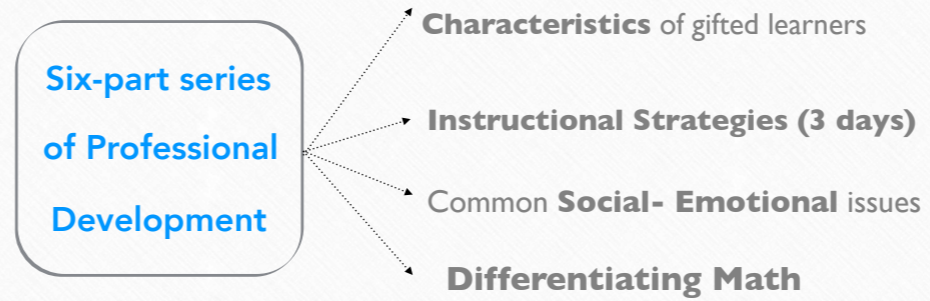 Six-part series
of Professional
Development
Characteristics of gifted learners
Instructional Strategies (3 days)
Common Social- Emotional issues
Differentiating Math